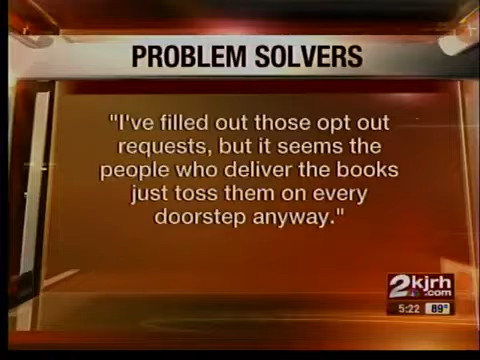 PROBLEM SOLVERS
"I've filled out those opt out
requests, but it seems the
people who deliver the books
just toss them on every
doorstep anyway."
2kjrh
.com
5:22 89°